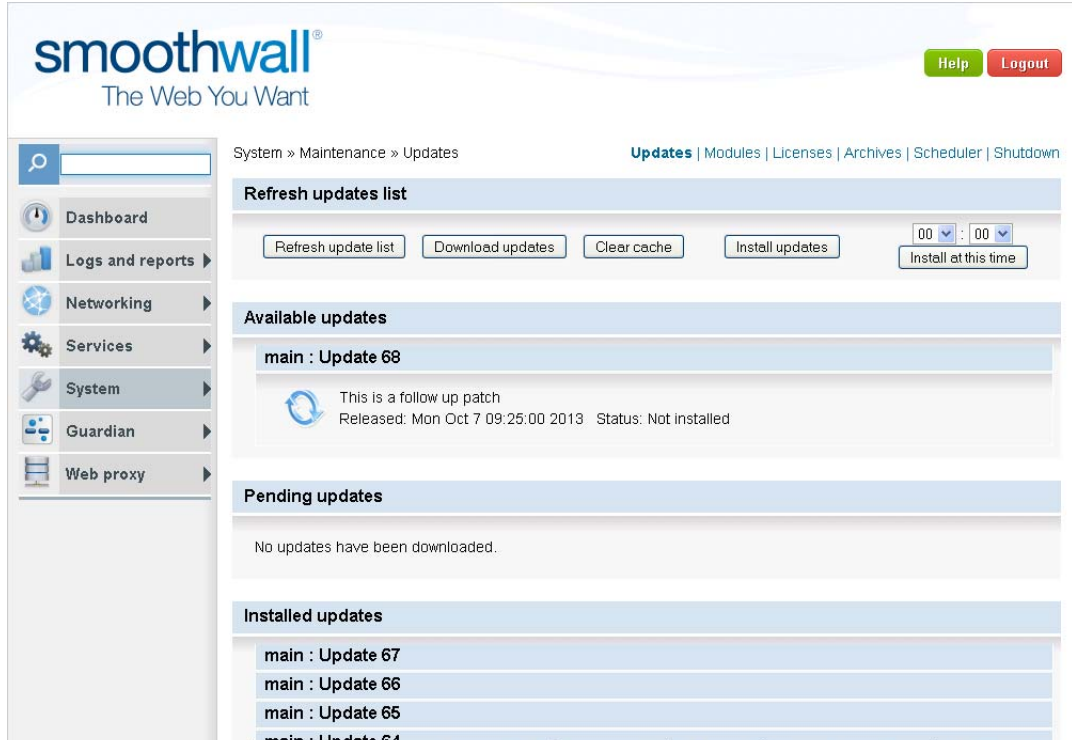 smoothwall®
The Web You Want
Help Logout
System » Maintenance » Updates
Updates | Modules | Licenses | Archives | Scheduler | Shutdown
Dashboard
Logs and reports
Networking
Services
System
Guardian
Web proxy
Refresh updates list
Refresh update list Download updates Clear cache Install updates 00 : 00
Install at this time
Available updates
main : Update 68
This is a follow up patch
Released: Mon Oct 7 09:25:00 2013 Status: Not installed
Pending updates
No updates have been downloaded.
Installed updates
main : Update 67
main : Update 66
main : Update 65
main : Update 64